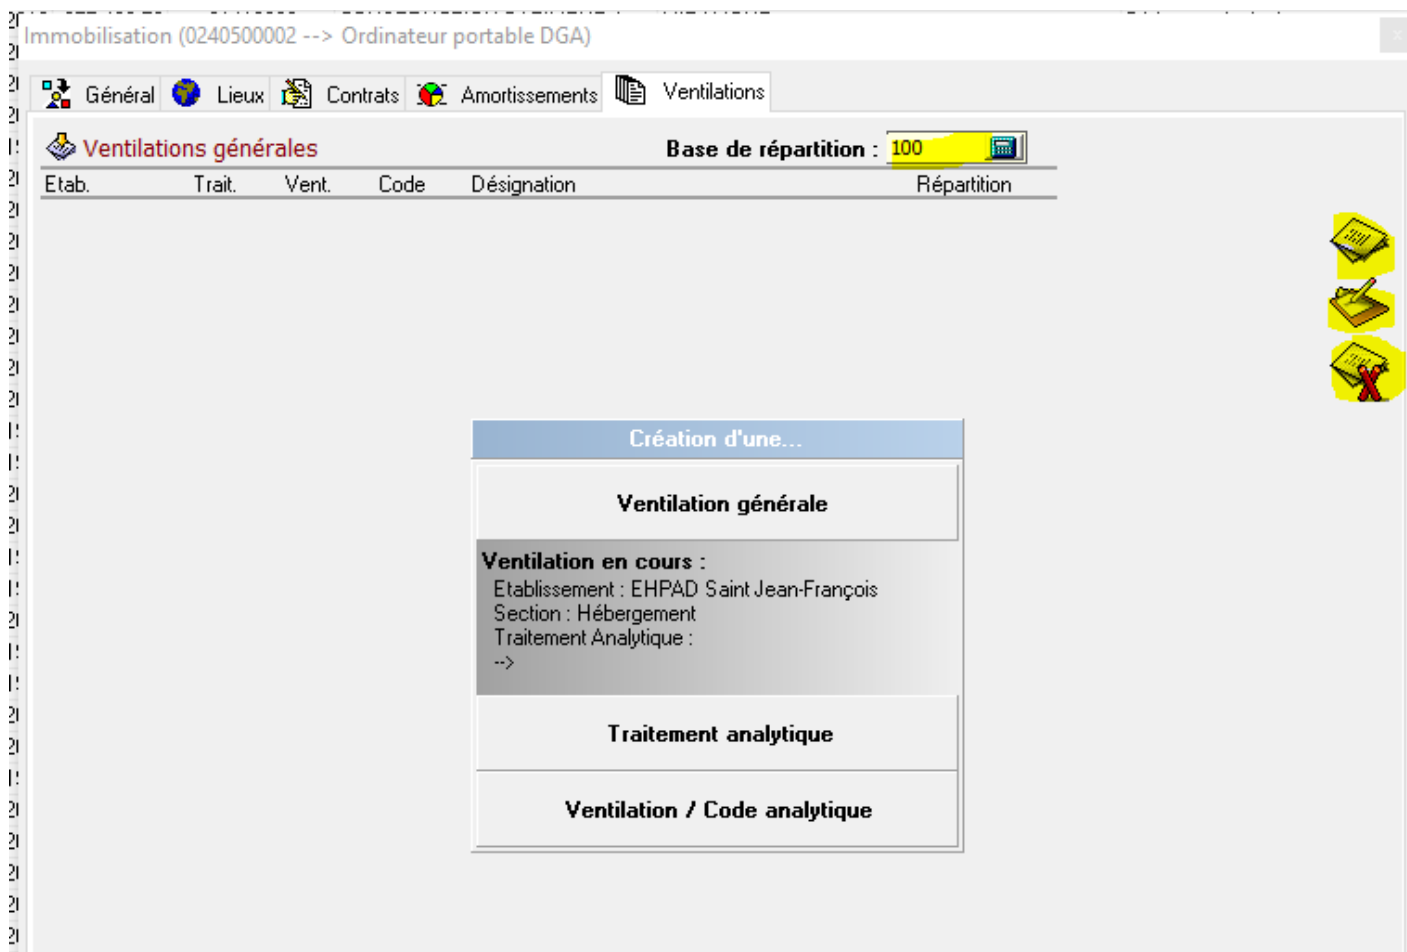 Immobilisation (0240500002 --> Ordinateur portable DGA)
Général Lieux Contrats Amortissements Ventilations
Ventilations générales Base de répartition : 100
Etab. Trait. Vent. Code Désignation Répartition
Création d'une...
Ventilation générale
Ventilation en cours :
Etablissement : EHPAD Saint Jean-François
Section : Hébergement
Traitement Analytique :
-->
Traitement analytique
Ventilation / Code analytique